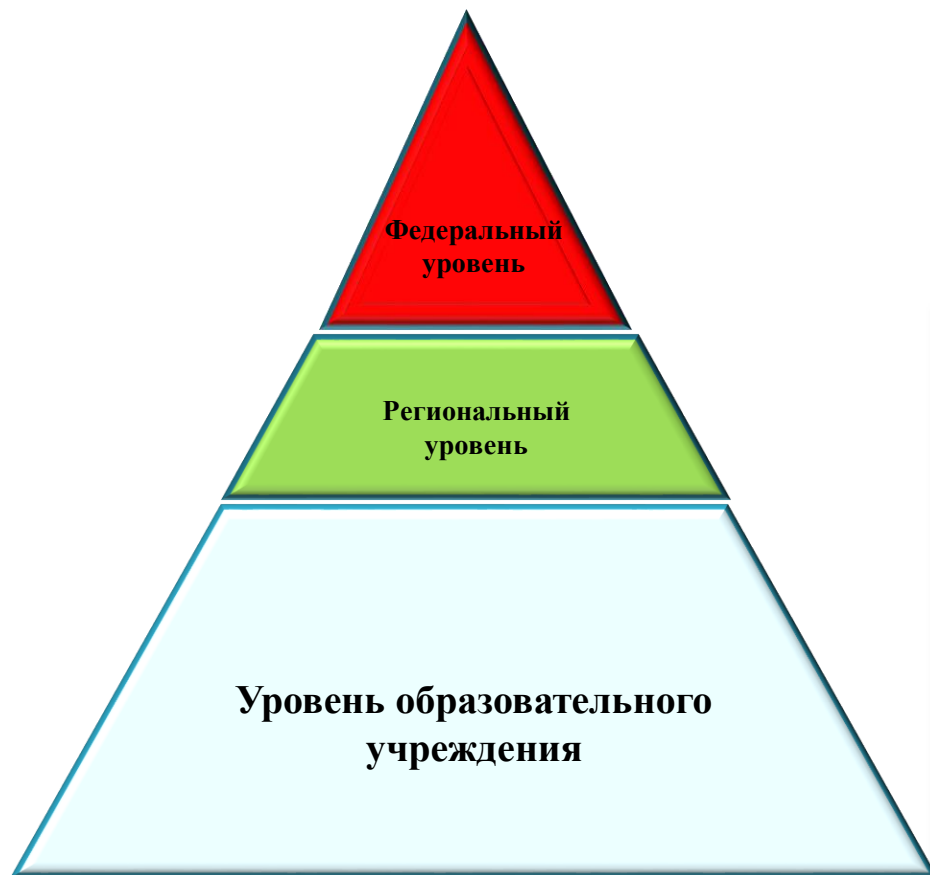 Федеральный
уровень
Региональный
уровень
Уровень образовательного
учреждения